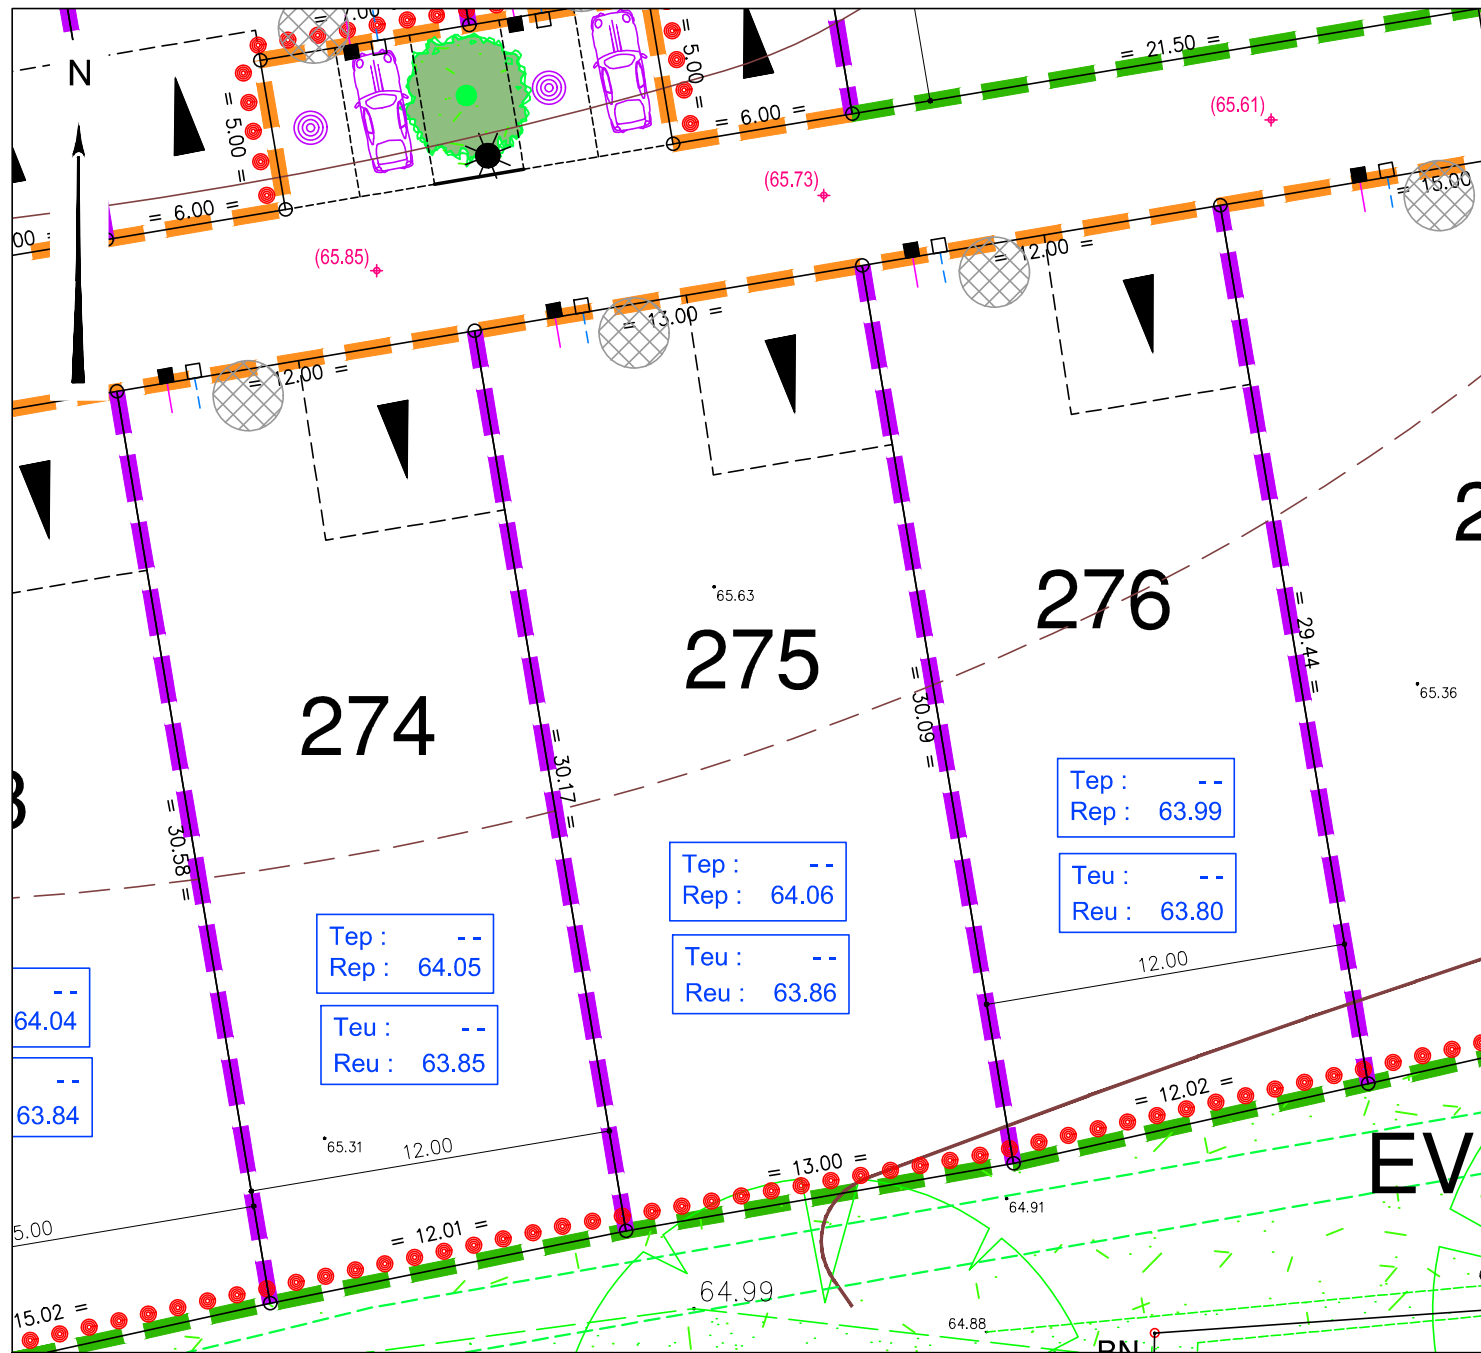 N
= 7.00 =
= 5.00 =
= 5.00 =
= 21.50 =
= 6.00 =
(65.61)
(65.73)
= 6.00 =
00 =
(65.85)
= 15.00
= 12.00 =
= 13.00 =
= 12.00 =
2
276
65.63
275
= 29.44 =
65.36
274
= 30.09 =
= 30.17 =
= 30.58 =
Tep : --
Rep : 63.99
Teu : --
Reu : 63.80
Tep : --
Rep : 64.06
Teu : --
Reu : 63.86
Tep : --
Rep : 64.05
Teu : --
Reu : 63.85
--
64.04
--
63.84
12.00
12.00
65.31
5.00
= 12.02 =
= 13.00 =
= 12.01 =
15.02 =
EV
64.91
64.99
64.88
BN